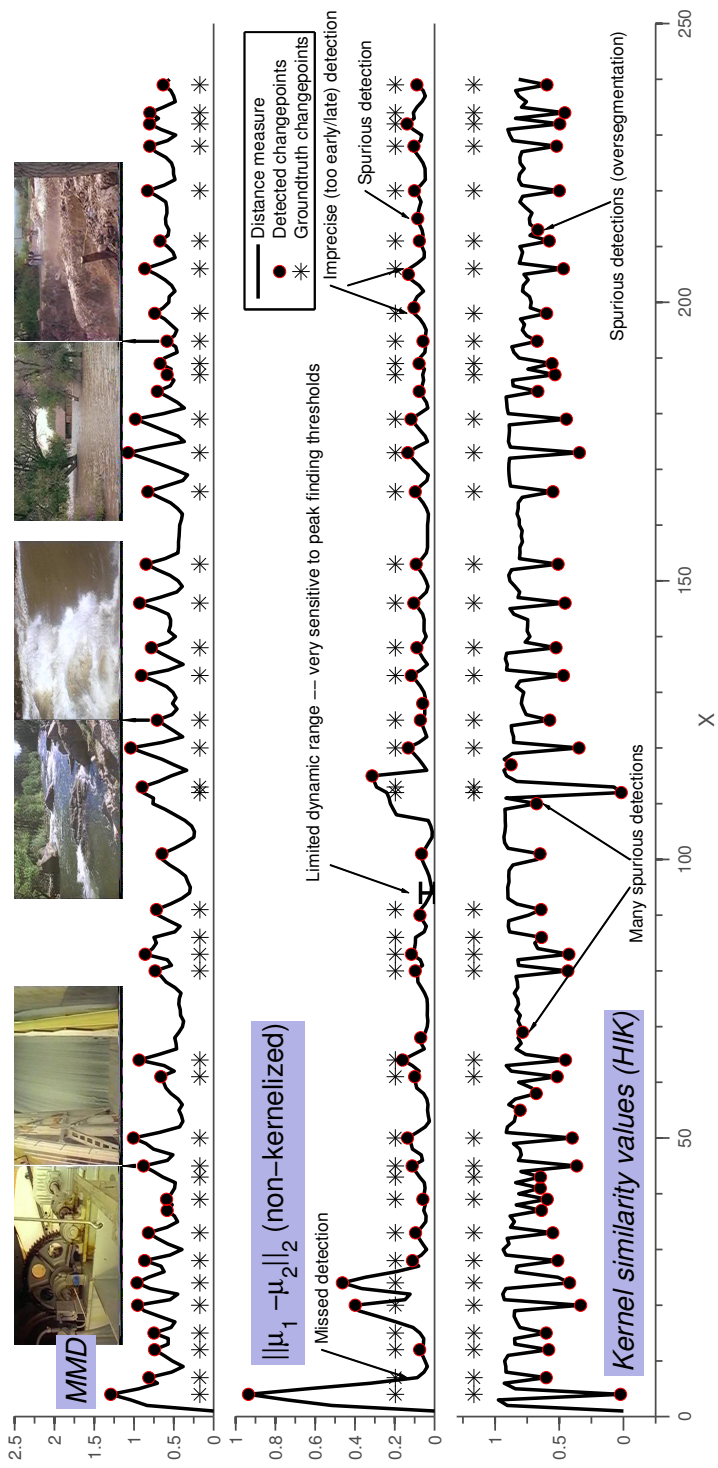 MMD
2.5
2
1.5
1
0.5
0
Distance measure
Detected changepoints
Groundtruth changepoints
||μ₁ −μ₂||₂ (non−kernelized)
Missed detection
Limited dynamic range −− very sensitive to peak finding thresholds
Imprecise (too early/late) detection
Spurious detection
1
0.8
0.6
0.4
0.2
0
Kernel similarity values (HIK)
Many spurious detections
Spurious detections (oversegmentation)
1
0.5
0
0
50
100
150
200
250
X